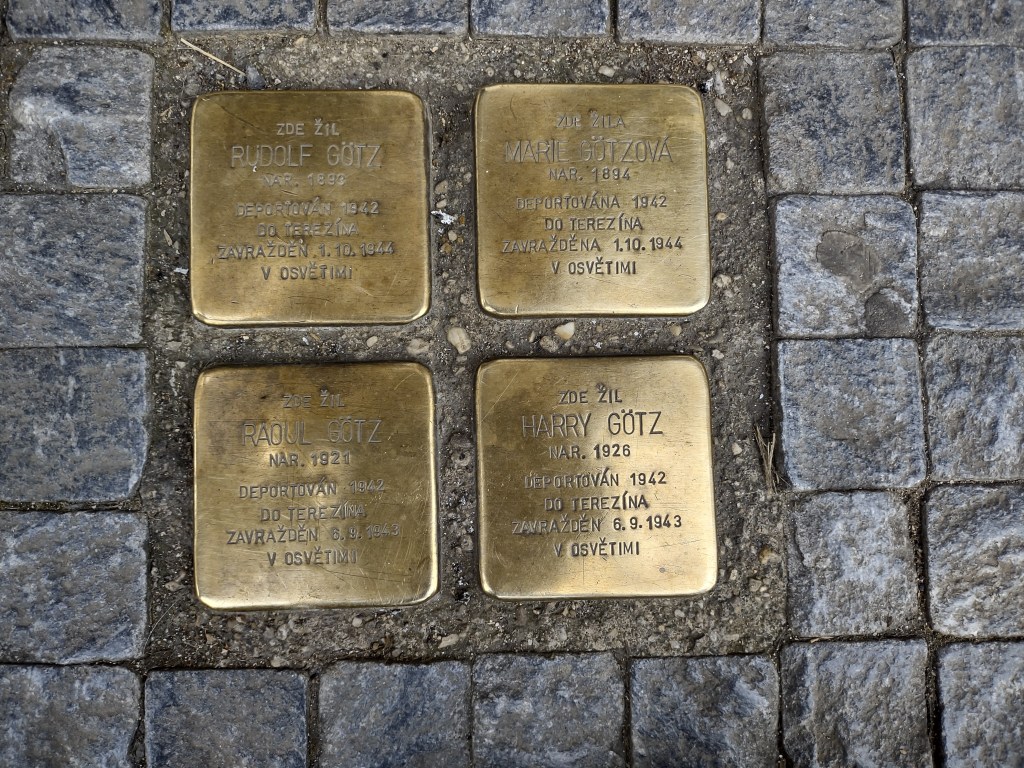 ZDE ŽIL
RUDOLF GÖTZ
NAR. 1893
DEPORTOVÁN 1942
DO TEREZÍNA
ZAVRAŽDĚN 1.10.1944
V OSVĚTIMI
ZDE ŽILA
MARIE GÖTZOVÁ
NAR. 1894
DEPORTOVÁNA 1942
DO TEREZÍNA
ZAVRAŽDĚNA 1.10.1944
V OSVĚTIMI
ZDE ŽIL
RAOUL GÖTZ
NAR. 1921
DEPORTOVÁN 1942
DO TEREZÍNA
ZAVRAŽDĚN 6.9.1943
V OSVĚTIMI
ZDE ŽIL
HARRY GÖTZ
NAR. 1926
DEPORTOVÁN 1942
DO TEREZÍNA
ZAVRAŽDĚN 6.9.1943
V OSVĚTIMI